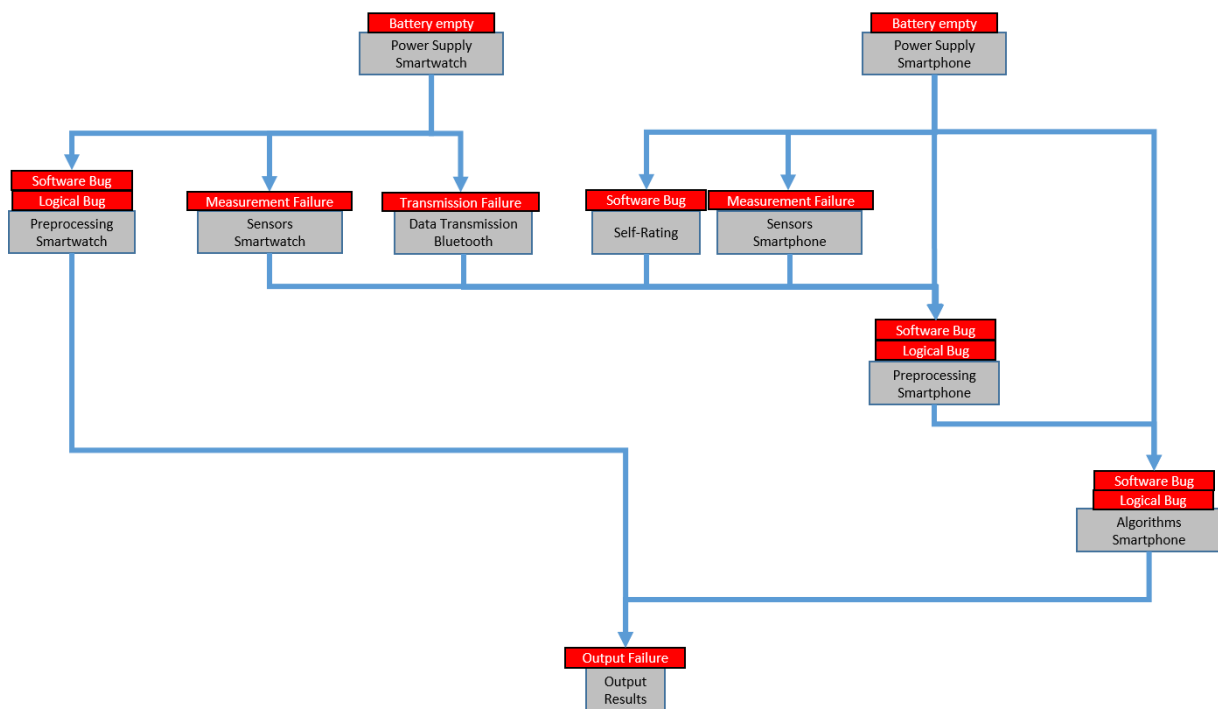 Battery empty
Power Supply
Smartwatch
Battery empty
Power Supply
Smartphone
Software Bug
Logical Bug
Preprocessing
Smartwatch
Measurement Failure
Sensors
Smartwatch
Transmission Failure
Data Transmission
Bluetooth
Software Bug
Self-Rating
Measurement Failure
Sensors
Smartphone
Software Bug
Logical Bug
Preprocessing
Smartphone
Software Bug
Logical Bug
Algorithms
Smartphone
Output Failure
Output
Results